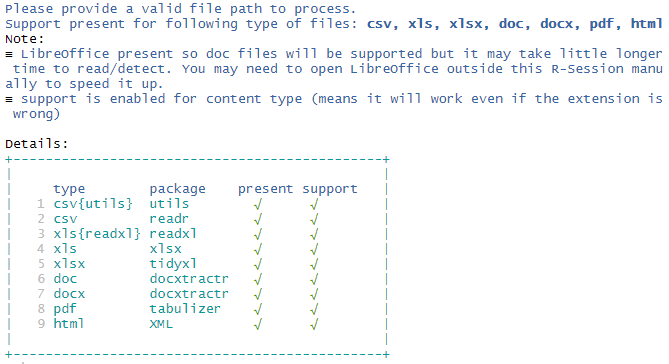 Please provide a valid file path to process.
Support present for following type of files: csv, xls, xlsx, doc, docx, pdf, html
Note:
≡ LibreOffice present so doc files will be supported but it may take little longer
time to read/detect. You may need to open LibreOffice outside this R-Session manu
ally to speed it up.
≡ support is enabled for content type (means it will work even if the extension is
wrong)
Details:
+----------------------------------------------+
| |
| type package present support |
| 1 csv{utils} utils √ √ |
| 2 csv readr √ √ |
| 3 xls{readxl} readxl √ √ |
| 4 xls xlsx √ √ |
| 5 xlsx tidyxl √ √ |
| 6 doc docxtractr √ √ |
| 7 docx docxtractr √ √ |
| 8 pdf tabulizer √ √ |
| 9 html XML √ √ |
| |
+----------------------------------------------+